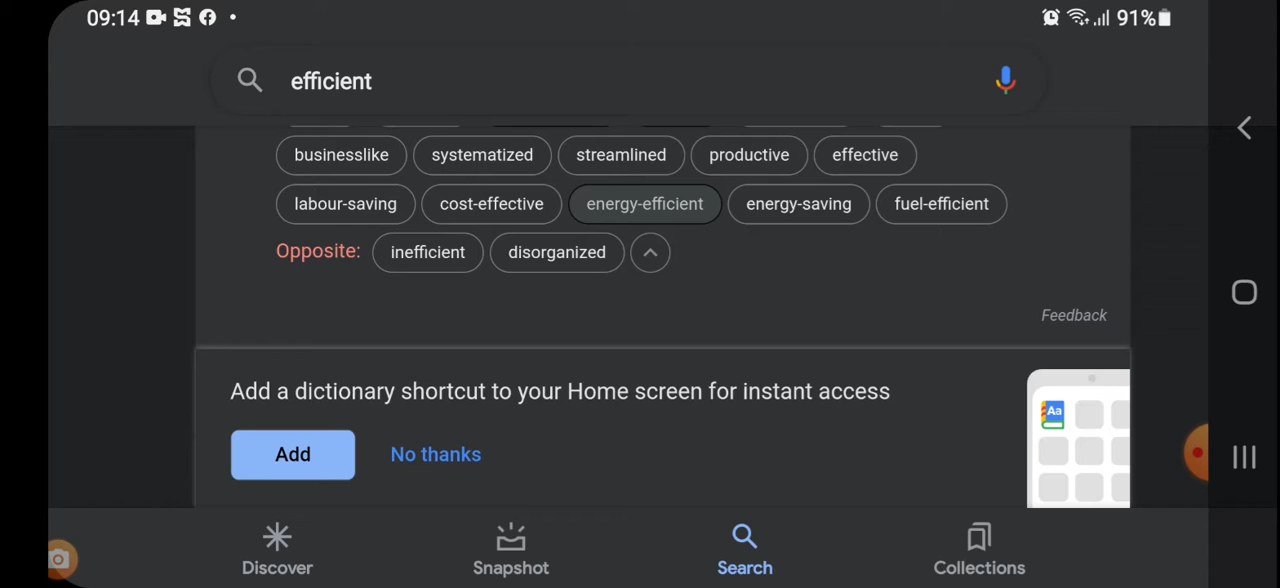 09:14
91%
efficient
businesslike systematized streamlined productive effective
labour-saving cost-effective energy-efficient energy-saving fuel-efficient
Opposite: inefficient disorganized
Feedback
Add a dictionary shortcut to your Home screen for instant access
Aa
Add No thanks
Discover Snapshot Search Collections